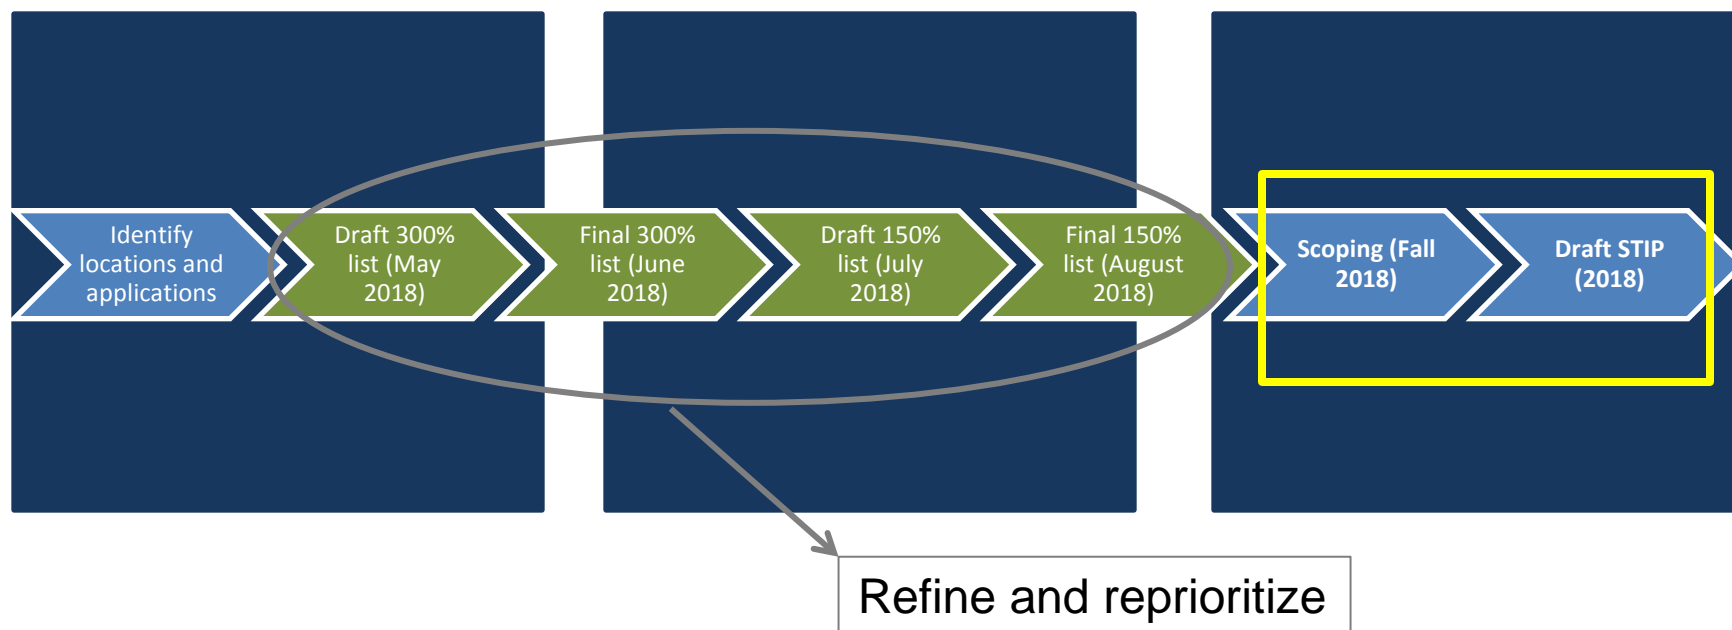 Identify
locations and
applications
Draft 300%
list (May
2018)
Final 300%
list (June
2018)
Draft 150%
list (July
2018)
Final 150%
list (August
2018)
Scoping (Fall
2018)
Draft STIP
(2018)
Refine and reprioritize